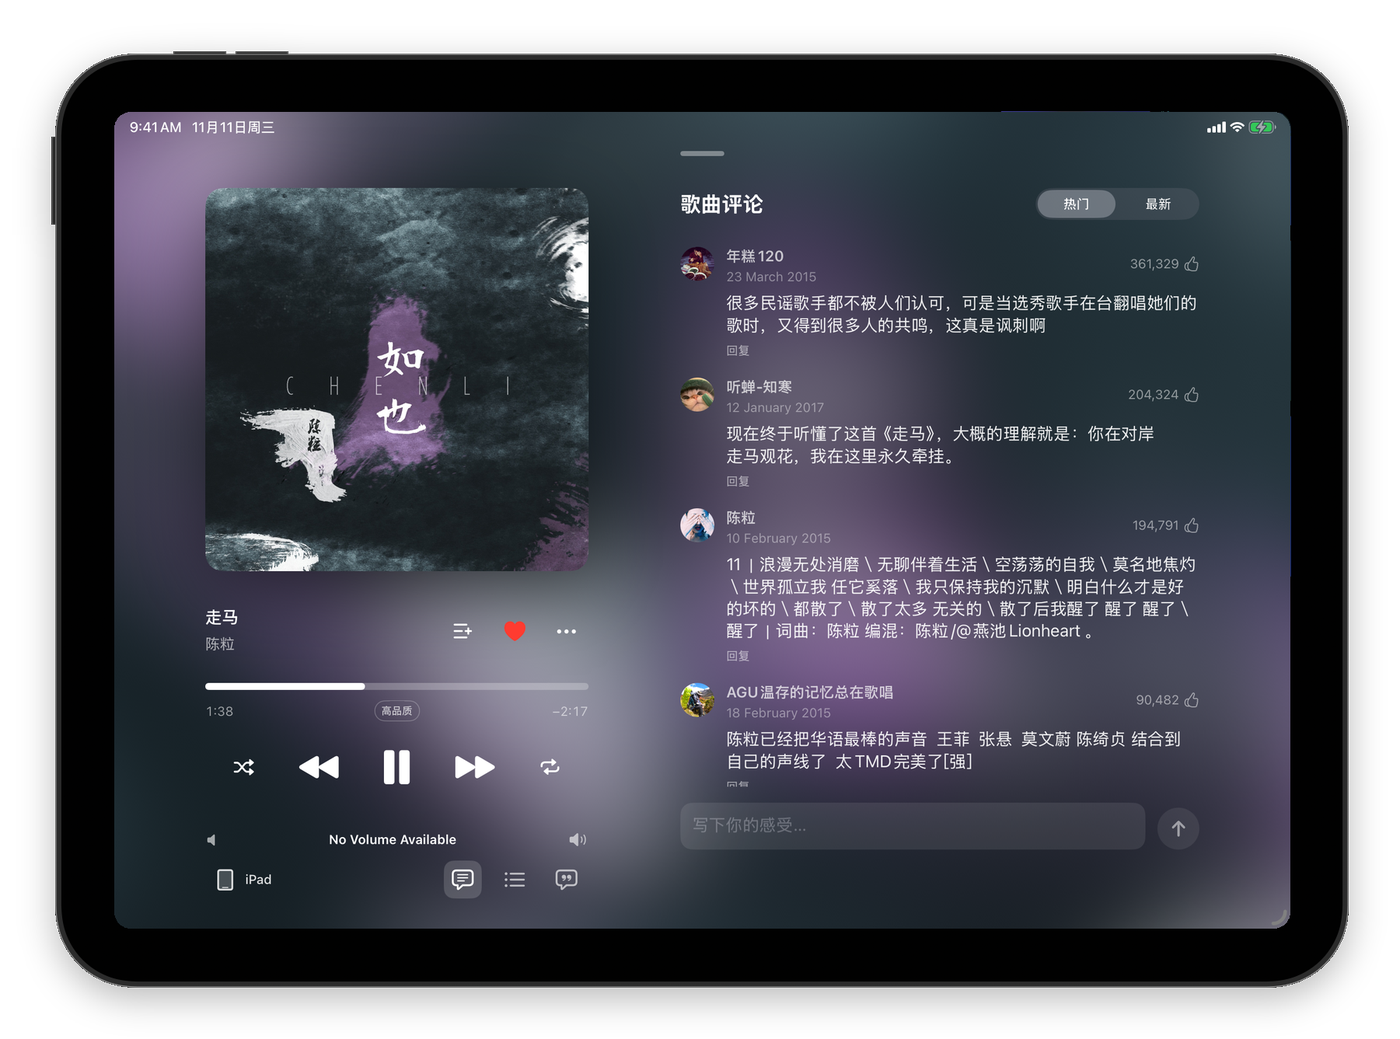 9:41 AM 11月11日周三
如
CHENLI
也
陈粒
走马
陈粒
1:38
高品质
-2:17
No Volume Available
iPad
歌曲评论
热门
最新
年糕120
361,329
23 March 2015
很多民谣歌手都不被人们认可，可是当选秀歌手在台翻唱她们的
歌时，又得到很多人的共鸣，这真是讽刺啊
回复
听蝉-知寒
204,324
12 January 2017
现在终于听懂了这首《走马》，大概的理解就是：你在对岸
走马观花，我在这里永久牵挂。
回复
陈粒
194,791
10 February 2015
11 | 浪漫无处消磨 \ 无聊伴着生活 \ 空荡荡的自我 \ 莫名地焦灼
\ 世界孤立我 任它奚落 \ 我只保持我的沉默 \ 明白什么才是好
的坏的 \ 都散了 \ 散了太多 无关的 \ 散了后我醒了 醒了 醒了 \
醒了 | 词曲：陈粒 编混：陈粒/@燕池Lionheart 。
回复
AGU温存的记忆总在歌唱
90,482
18 February 2015
陈粒已经把华语最棒的声音 王菲 张悬 莫文蔚 陈绮贞 结合到
自己的声线了 太TMD完美了[强]
回复
写下你的感受...